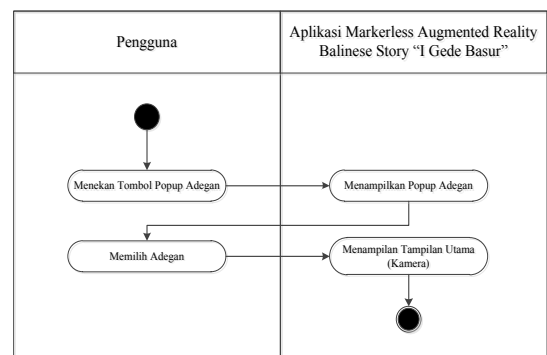 Pengguna
Aplikasi Markerless Augmented Reality
Balinese Story “I Gede Basur”
Menekan Tombol Popup Adegan
Menampilkan Popup Adegan
Memilih Adegan
Menampilan Tampilan Utama
(Kamera)